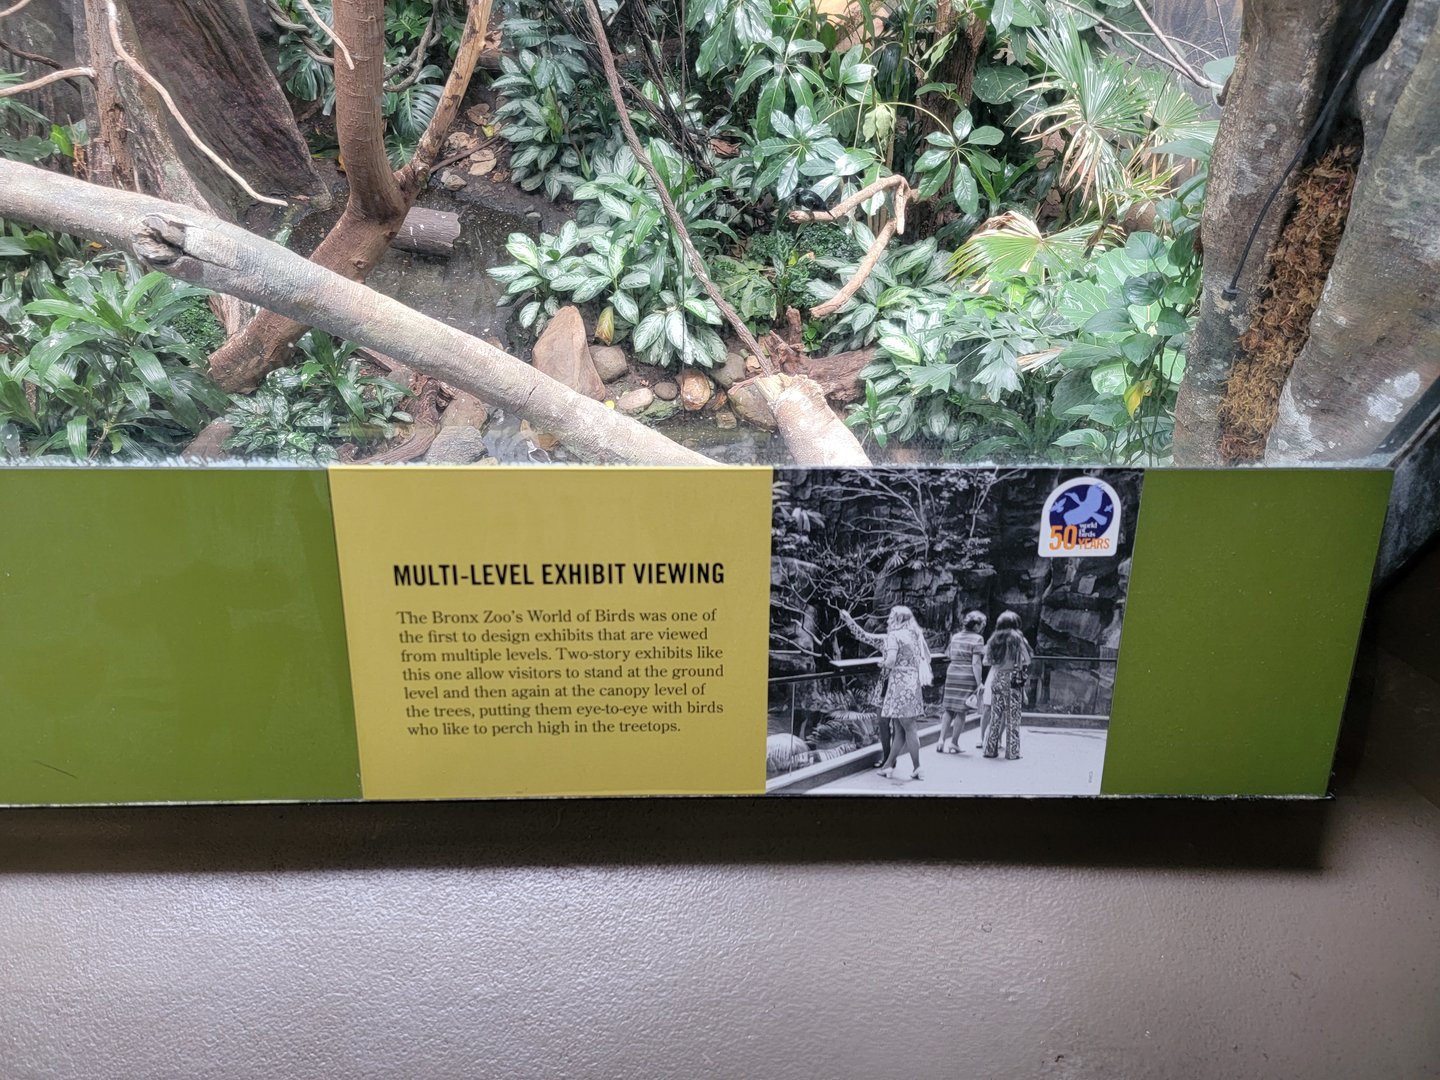 MULTI-LEVEL EXHIBIT VIEWING
The Bronx Zoo's World of Birds was one of
the first to design exhibits that are viewed
from multiple levels. Two-story exhibits like
this one allow visitors to stand at the ground
level and then again at the canopy level of
the trees, putting them eye-to-eye with birds
who like to perch high in the treetops.
world
of
birds
50 YEARS